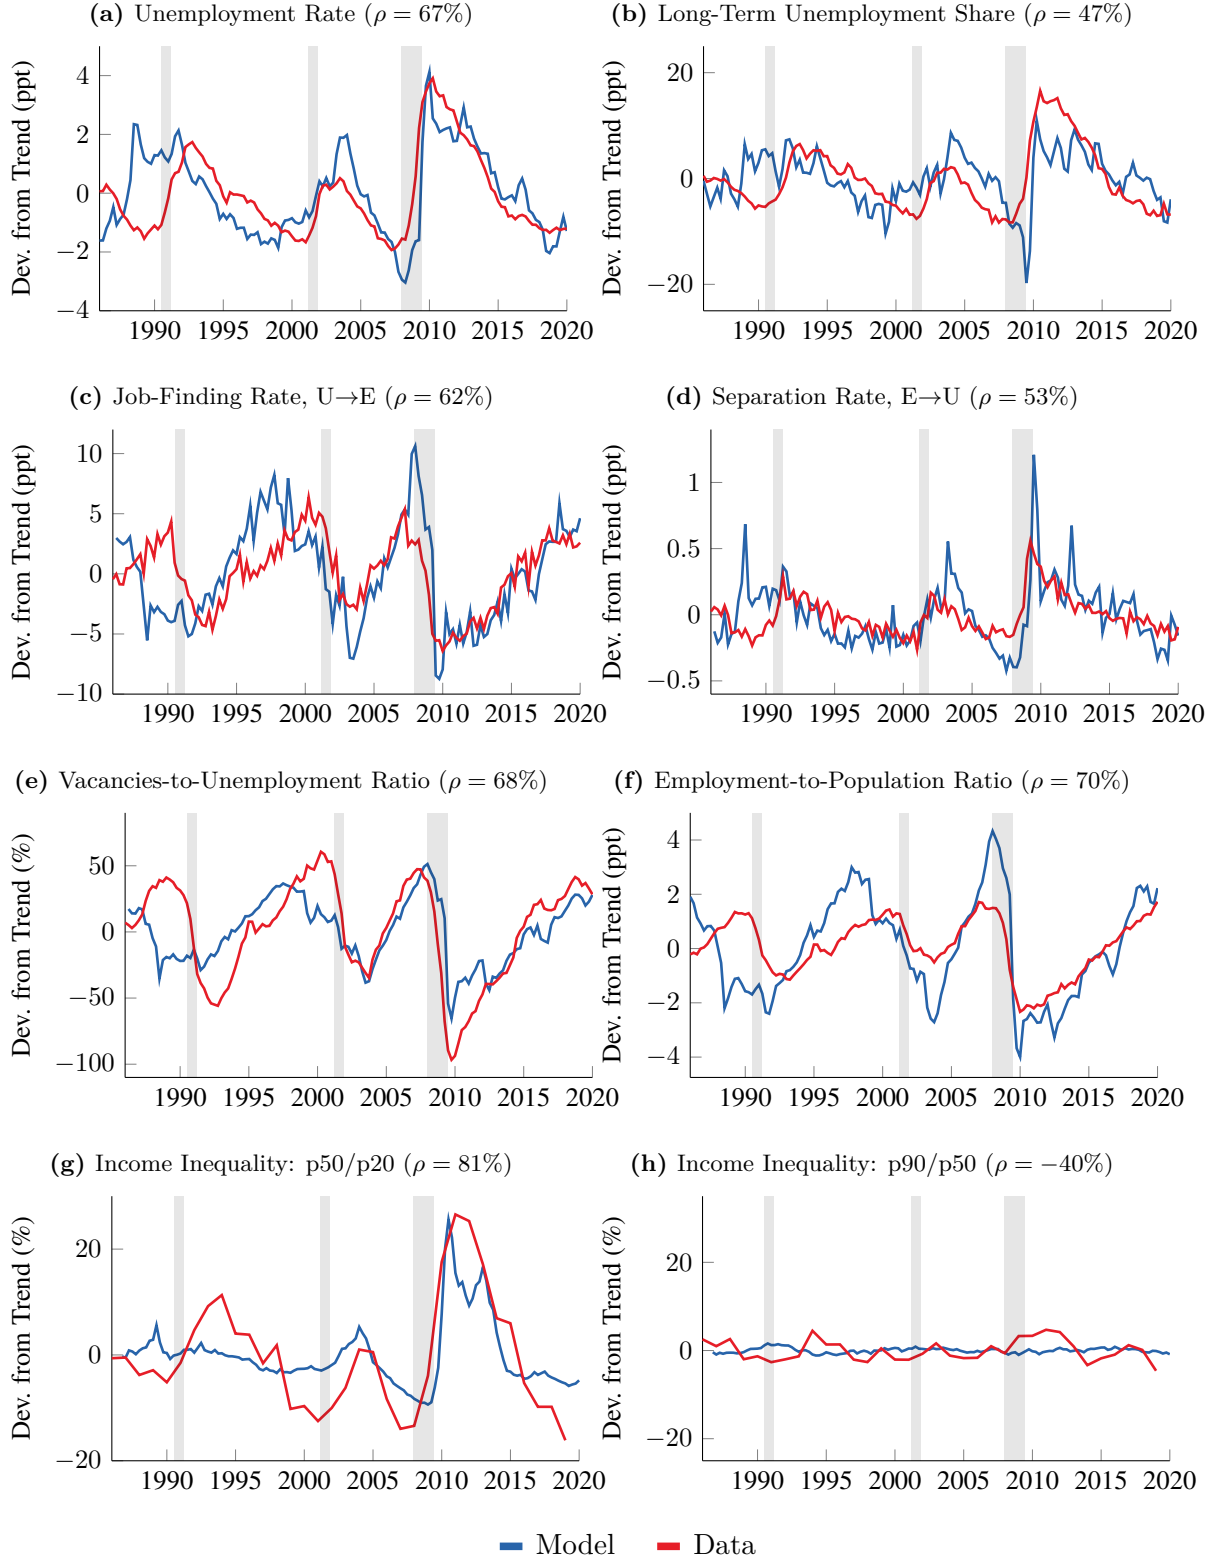 (a) Unemployment Rate (ρ = 67%)
(b) Long-Term Unemployment Share (ρ = 47%)
Dev. from Trend (ppt)
4
2
0
−2
−4
1990 1995 2000 2005 2010 2015 2020
Dev. from Trend (ppt)
20
0
−20
1990 1995 2000 2005 2010 2015 2020
(c) Job-Finding Rate, U→E (ρ = 62%)
(d) Separation Rate, E→U (ρ = 53%)
Dev. from Trend (ppt)
10
5
0
−5
−10
1990 1995 2000 2005 2010 2015 2020
Dev. from Trend (ppt)
1
0.5
0
−0.5
1990 1995 2000 2005 2010 2015 2020
(e) Vacancies-to-Unemployment Ratio (ρ = 68%)
(f) Employment-to-Population Ratio (ρ = 70%)
Dev. from Trend (%)
50
0
−50
−100
1990 1995 2000 2005 2010 2015 2020
Dev. from Trend (ppt)
4
2
0
−2
−4
1990 1995 2000 2005 2010 2015 2020
(g) Income Inequality: p50/p20 (ρ = 81%)
(h) Income Inequality: p90/p50 (ρ = −40%)
Dev. from Trend (%)
20
0
−20
1990 1995 2000 2005 2010 2015 2020
Dev. from Trend (%)
20
0
−20
1990 1995 2000 2005 2010 2015 2020
Model Data